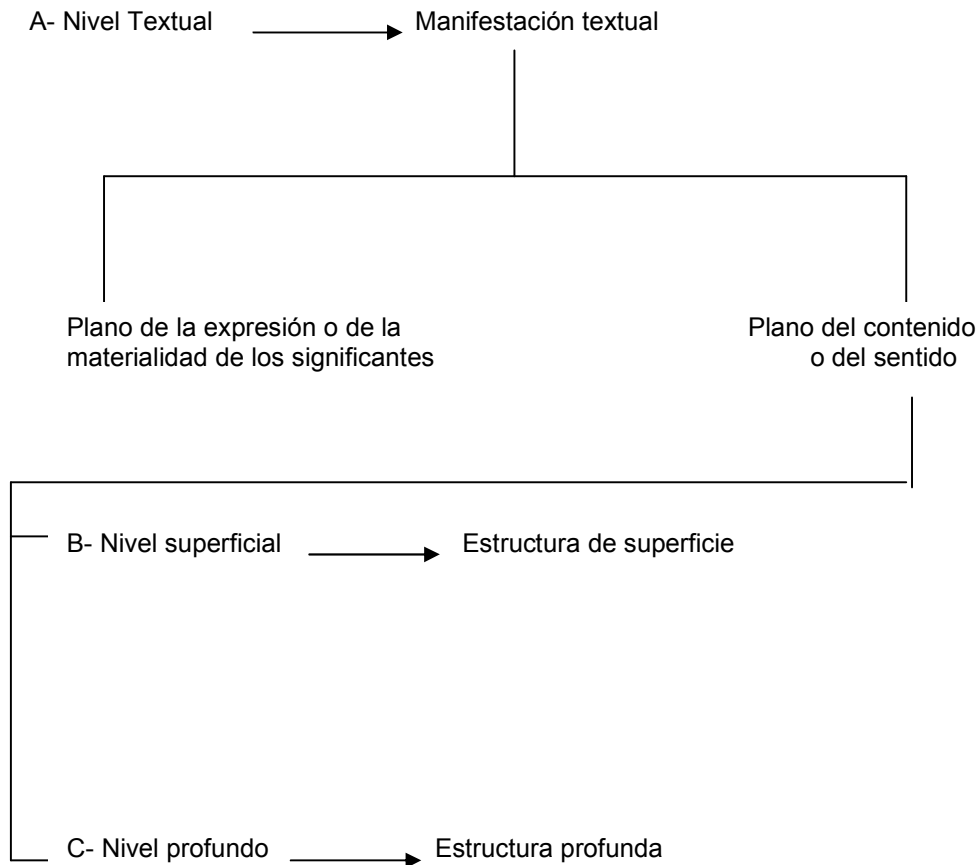 A- Nivel Textual Manifestación textual
Plano de la expresión o de la
materialidad de los significantes
Plano del contenido
o del sentido
B- Nivel superficial Estructura de superficie
C- Nivel profundo Estructura profunda